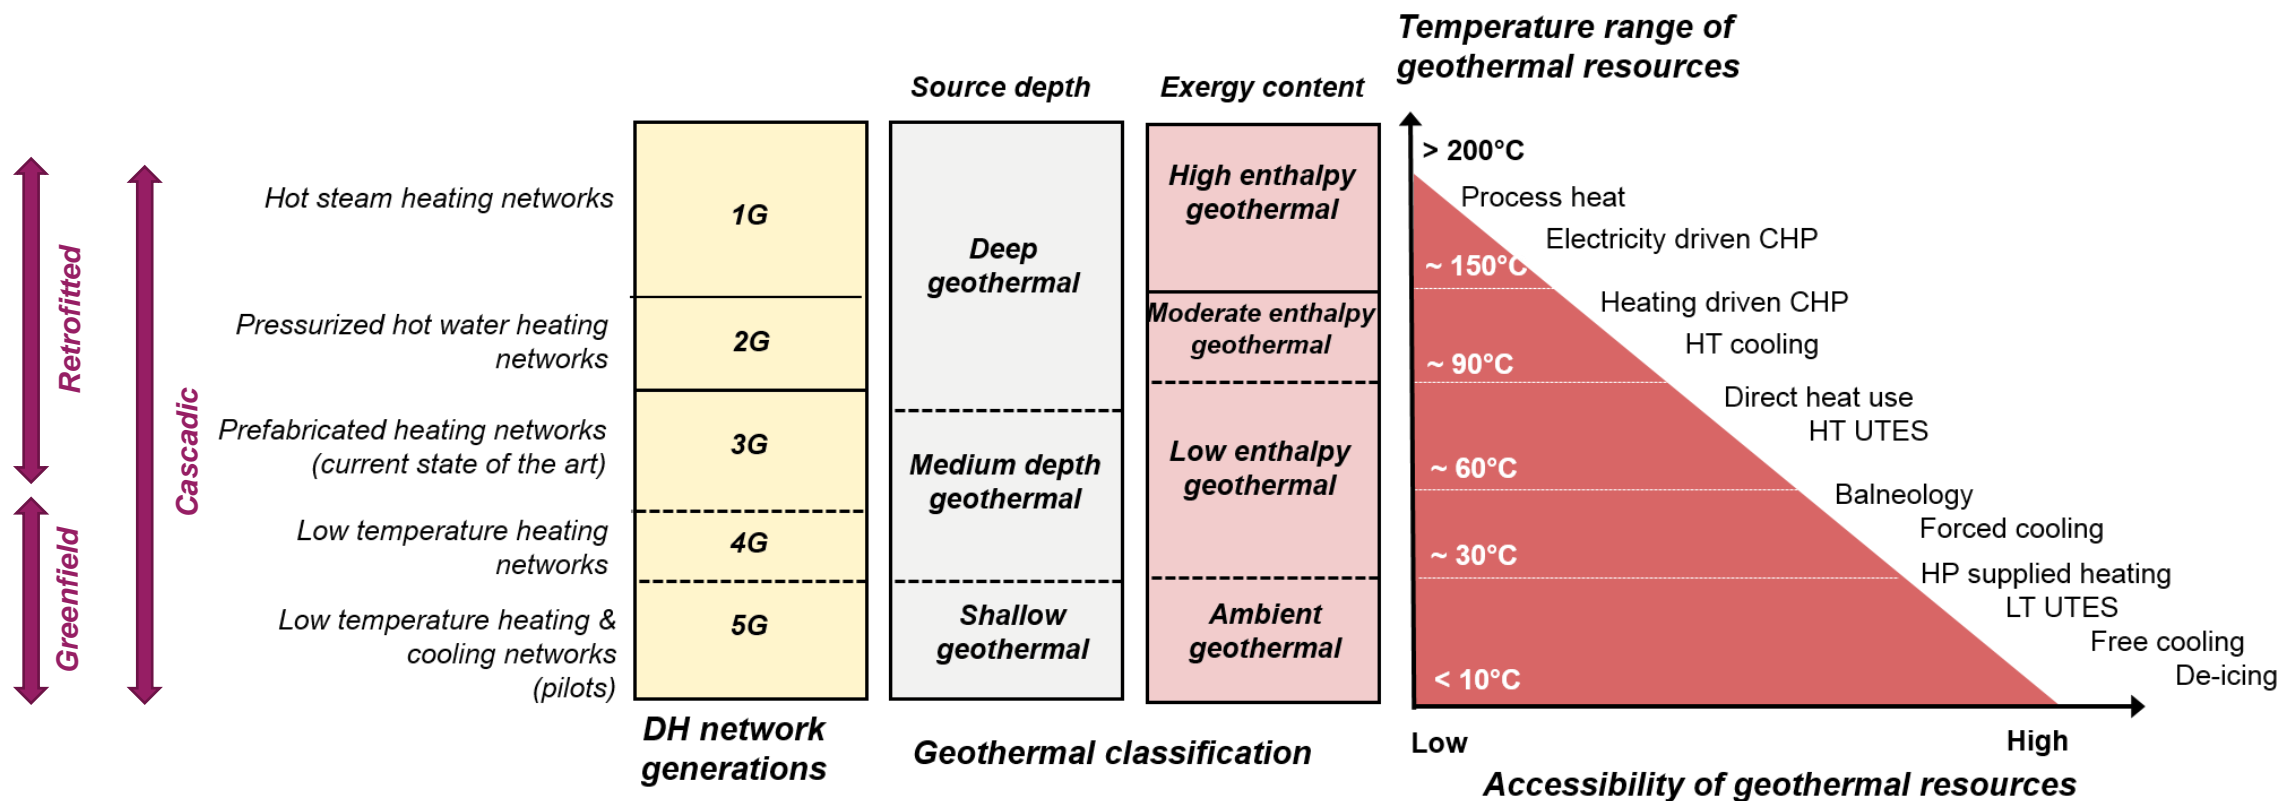 Temperature range of
geothermal resources
Source depth
Exergy content
Retrofitted
Greenfield
Cascadic
Hot steam heating networks
Pressurized hot water heating
networks
Prefabricated heating networks
(current state of the art)
Low temperature heating
networks
Low temperature heating &
cooling networks
(pilots)
1G
2G
3G
4G
5G
DH network
generations
Deep
geothermal
Medium depth
geothermal
Shallow
geothermal
High enthalpy
geothermal
Moderate enthalpy
geothermal
Low enthalpy
geothermal
Ambient
geothermal
Geothermal classification
> 200°C
~ 150°C
~ 90°C
~ 60°C
~ 30°C
< 10°C
Process heat
Electricity driven CHP
Heating driven CHP
HT cooling
Direct heat use
HT UTES
Balneology
Forced cooling
HP supplied heating
LT UTES
Free cooling
De-icing
Low
High
Accessibility of geothermal resources